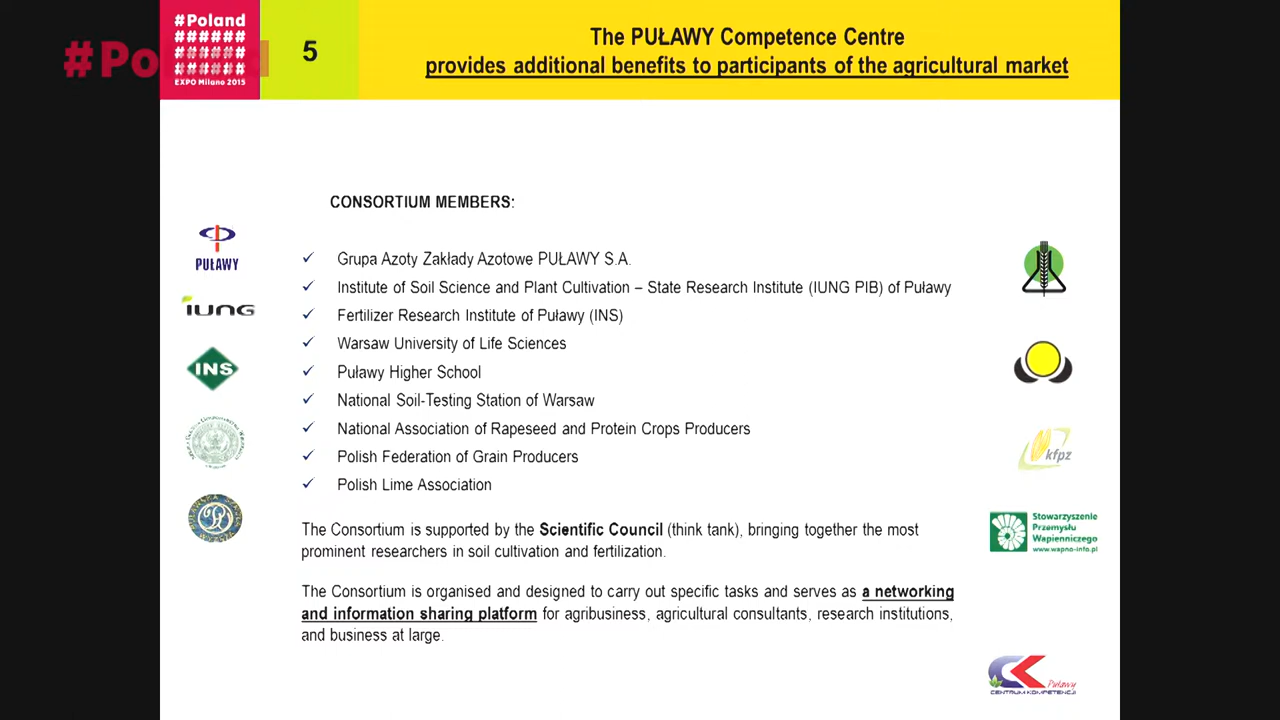 #Poland
EXPO Milano 2015
#Po
5
The PUŁAWY Competence Centre
provides additional benefits to participants of the agricultural market
CONSORTIUM MEMBERS:
Grupa Azoty Zakłady Azotowe PUŁAWY S.A.
Institute of Soil Science and Plant Cultivation – State Research Institute (IUNG PIB) of Puławy
Fertilizer Research Institute of Puławy (INS)
Warsaw University of Life Sciences
Puławy Higher School
National Soil-Testing Station of Warsaw
National Association of Rapeseed and Protein Crops Producers
Polish Federation of Grain Producers
Polish Lime Association
The Consortium is supported by the Scientific Council (think tank), bringing together the most
prominent researchers in soil cultivation and fertilization.
The Consortium is organised and designed to carry out specific tasks and serves as a networking
and information sharing platform for agribusiness, agricultural consultants, research institutions,
and business at large.
PUŁAWY
IUNG
INS
kfpz
Stowarzyszenie
Przemysłu
Wapienniczego
www.wapno-info.pl
CK
Puławy
CENTRUM KOMPETENCJI